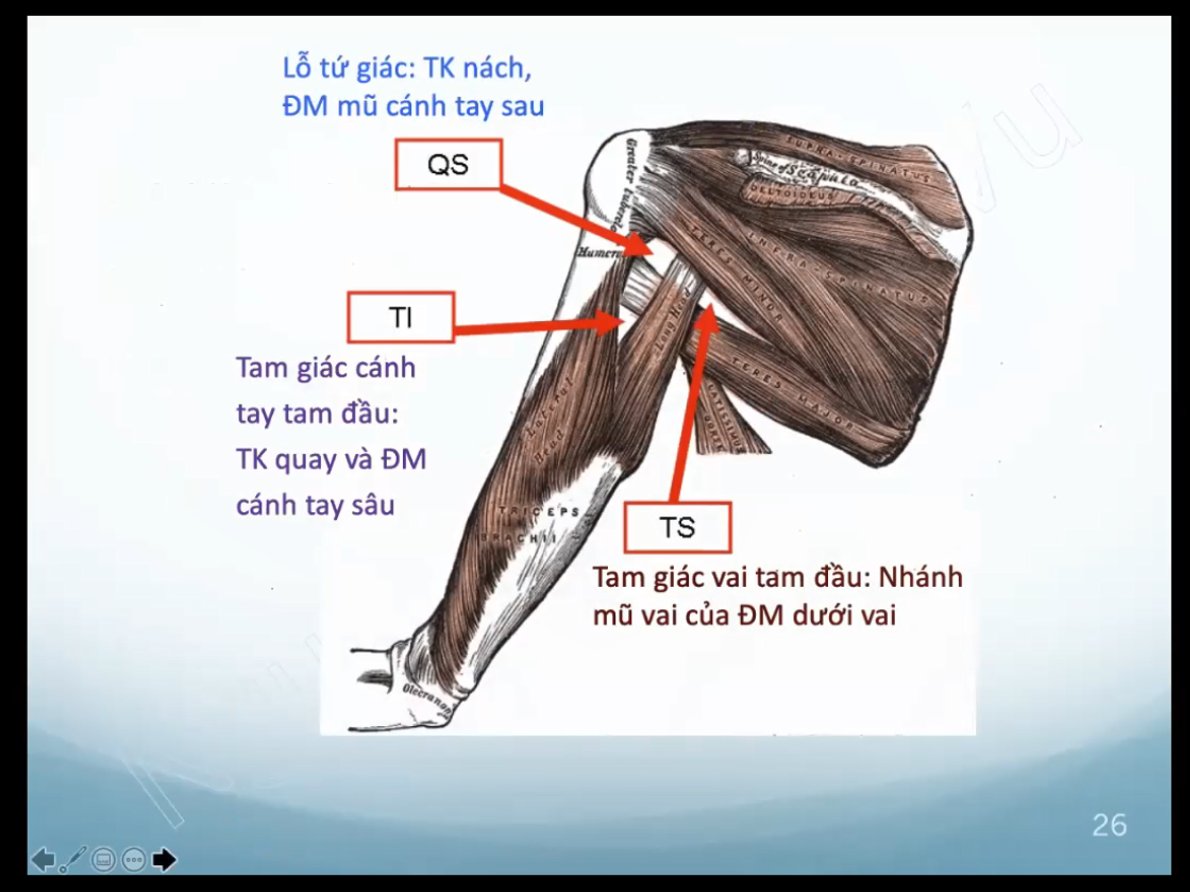 Lỗ tứ giác: TK nách,
ĐM mũ cánh tay sau
QS
TI
Tam giác cánh
tay tam đầu:
TK quay và ĐM
cánh tay sâu
TS
Tam giác vai tam đầu: Nhánh
mũ vai của ĐM dưới vai
SUPRA-SPINATUS
Spine of Scapula
DELTOIDEUS
Greater tubercle
Humerus
TERES MINOR
INFRA-SPINATUS
Long Head
TERES MAJOR
LATISSIMUS
DORSI
Lateral
Head
TRICEPS
BRACHII
Olecranon
26